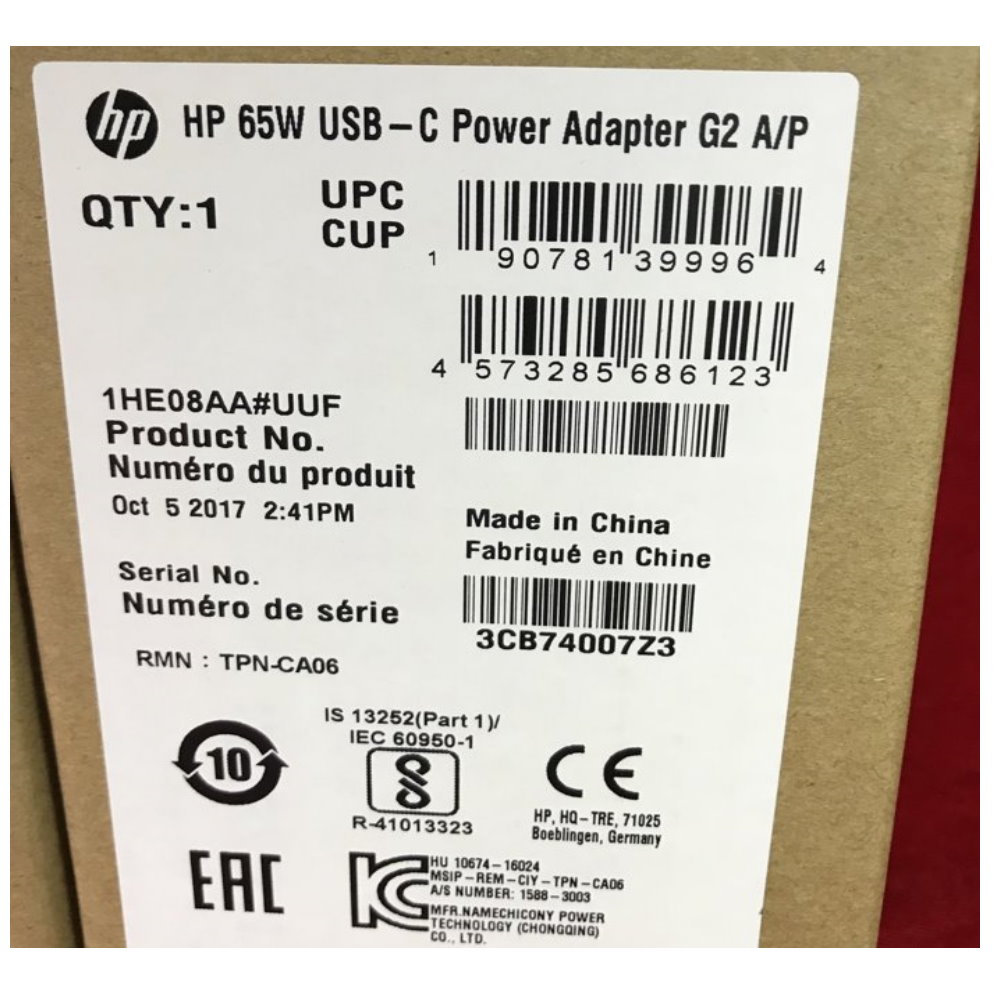 hp HP 65W USB-C Power Adapter G2 A/P
QTY:1
UPC
CUP
1 90781 39996 4
4 573285 686123
1HE08AA#UUF
Product No.
Numéro du produit
Oct 5 2017 2:41PM
Made in China
Fabriqué en Chine
Serial No.
Numéro de série
3CB74007Z3
RMN : TPN-CA06
10
IS 13252(Part 1)/
IEC 60950-1
R-41013323
CE
HP, HQ-TRE, 71025
Boeblingen, Germany
EAC
KC
HU 10674-16024
MSIP-REM-CIY-TPN-CA06
A/S NUMBER: 1588-3003
MFR.NAMECHICONY POWER
TECHNOLOGY (CHONGQING)
CO., LTD.